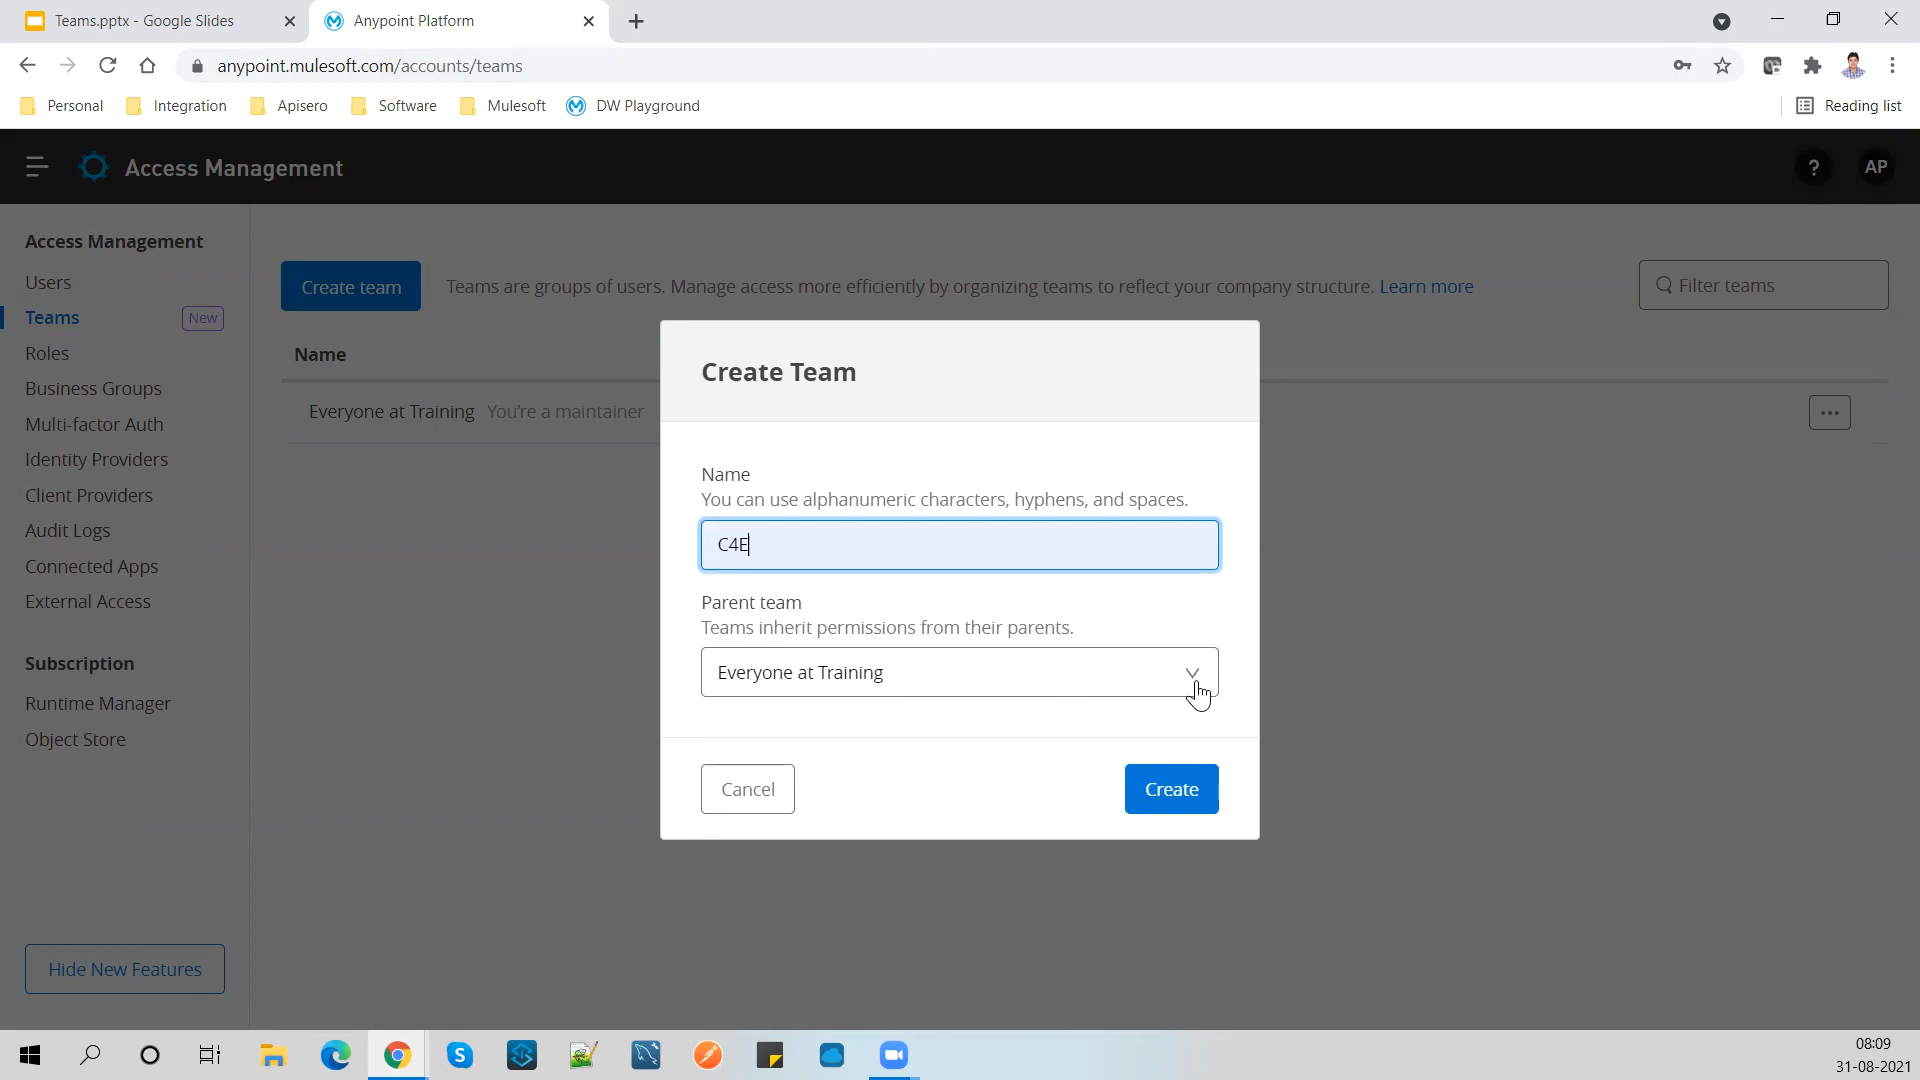 Teams.pptx - Google Slides
Anypoint Platform
anypoint.mulesoft.com/accounts/teams
Personal
Integration
Apisero
Software
Mulesoft
DW Playground
Reading list
Access Management
?
AP
Access Management
Users
Teams
New
Roles
Business Groups
Multi-factor Auth
Identity Providers
Client Providers
Audit Logs
Connected Apps
External Access
Subscription
Runtime Manager
Object Store
Hide New Features
Create team
Teams are groups of users. Manage access more efficiently by organizing teams to reflect your company structure. Learn more
Filter teams
Name
Everyone at Training You're a maintainer
Create Team
Name
You can use alphanumeric characters, hyphens, and spaces.
C4E
Parent team
Teams inherit permissions from their parents.
Everyone at Training
Cancel
Create
08:09
31-08-2021